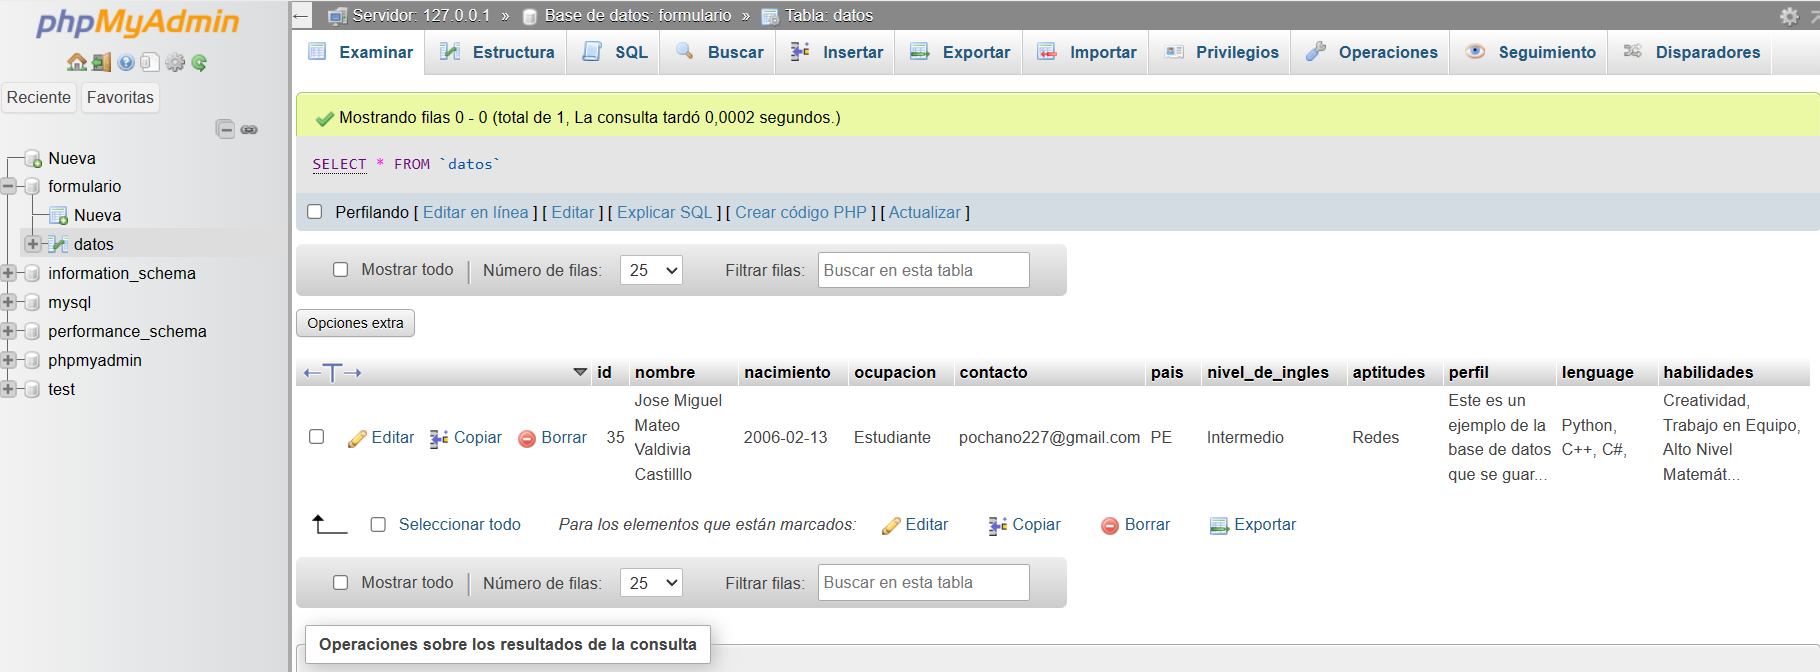 phpMyAdmin
Reciente Favoritas
Nueva
formulario
Nueva
datos
information_schema
mysql
performance_schema
phpmyadmin
test
Servidor: 127.0.0.1 » Base de datos: formulario » Tabla: datos
Examinar Estructura SQL Buscar Insertar Exportar Importar Privilegios Operaciones Seguimiento Disparadores
Mostrando filas 0 - 0 (total de 1, La consulta tardó 0,0002 segundos.)
SELECT * FROM `datos`
Perfilando [ Editar en línea ] [ Editar ] [ Explicar SQL ] [ Crear código PHP ] [ Actualizar ]
Mostrar todo Número de filas: 25 Filtrar filas: Buscar en esta tabla
Opciones extra
id nombre nacimiento ocupacion contacto pais nivel_de_ingles aptitudes perfil lenguage habilidades
Editar Copiar Borrar 35
Jose Miguel
Mateo
Valdivia
Castilllo
2006-02-13 Estudiante pochano227@gmail.com PE Intermedio Redes
Este es un
ejemplo de la
base de datos
que se guar...
Python,
C++, C#,
Creatividad,
Trabajo en Equipo,
Alto Nivel
Matemát...
Seleccionar todo Para los elementos que están marcados: Editar Copiar Borrar Exportar
Mostrar todo Número de filas: 25 Filtrar filas: Buscar en esta tabla
Operaciones sobre los resultados de la consulta